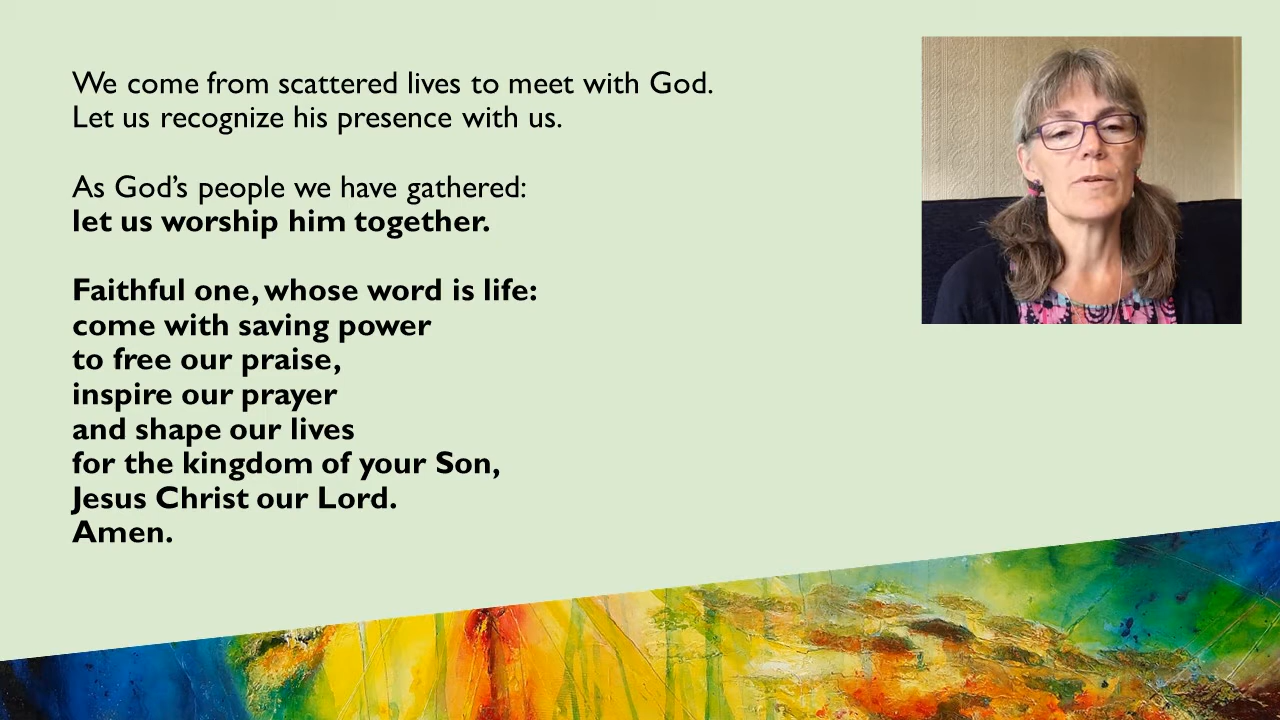 We come from scattered lives to meet with God.
Let us recognize his presence with us.
As God’s people we have gathered:
let us worship him together.
Faithful one, whose word is life:
come with saving power
to free our praise,
inspire our prayer
and shape our lives
for the kingdom of your Son,
Jesus Christ our Lord.
Amen.